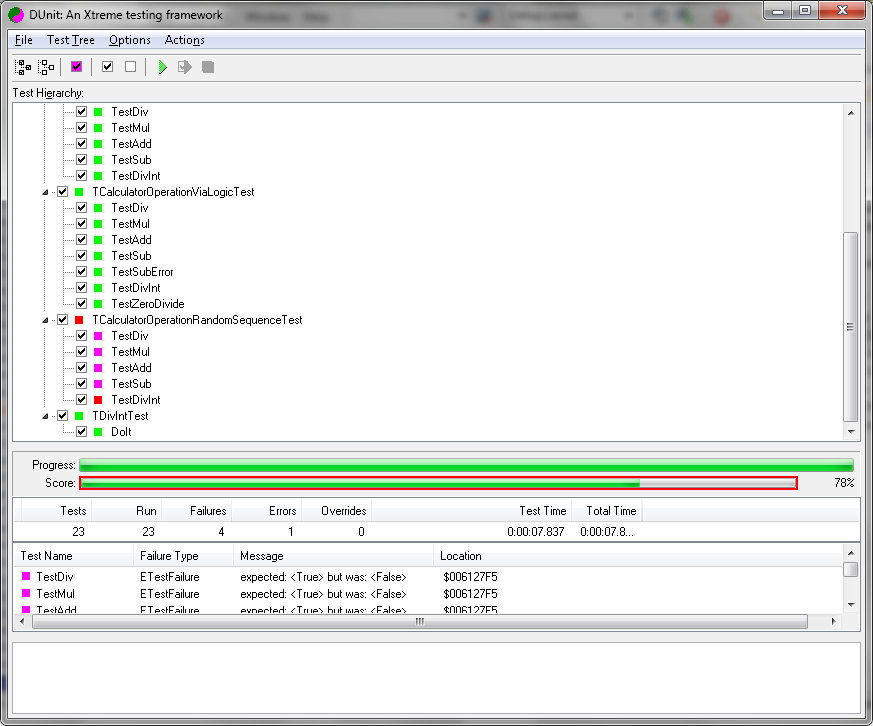 DUnit: An Xtreme testing framework
File Test Tree Options Actions
Test Hierarchy:
TestDiv
TestMul
TestAdd
TestSub
TestDivInt
TCalculatorOperationViaLogicTest
TestDiv
TestMul
TestAdd
TestSub
TestSubError
TestDivInt
TestZeroDivide
TCalculatorOperationRandomSequenceTest
TestDiv
TestMul
TestAdd
TestSub
TestDivInt
TDivIntTest
DoIt
Progress:
Score: 78%
Tests Run Failures Errors Overrides Test Time Total Time
23 23 4 1 0 0:00:07.837 0:00:07.8...
Test Name Failure Type Message Location
TestDiv ETestFailure expected: <True> but was: <False> $006127F5
TestMul ETestFailure expected: <True> but was: <False> $006127F5
TestAdd ETestFailure expected: <True> but was: <False> $006127F5